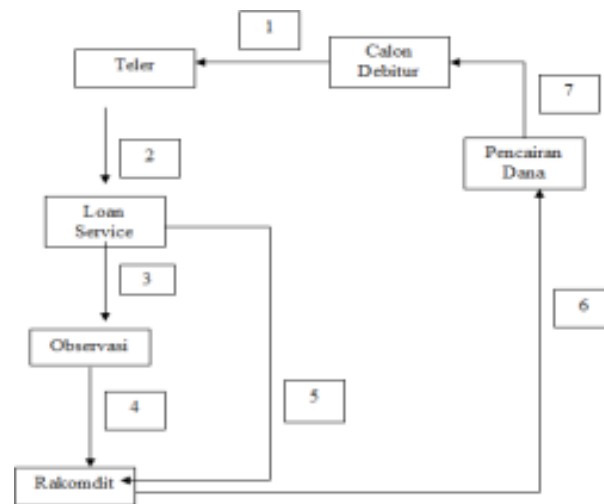 1
Calon
Debitur
Teler
7
2
Pencairan
Dana
Loan
Service
3
6
Observasi
4
5
Rakomdit